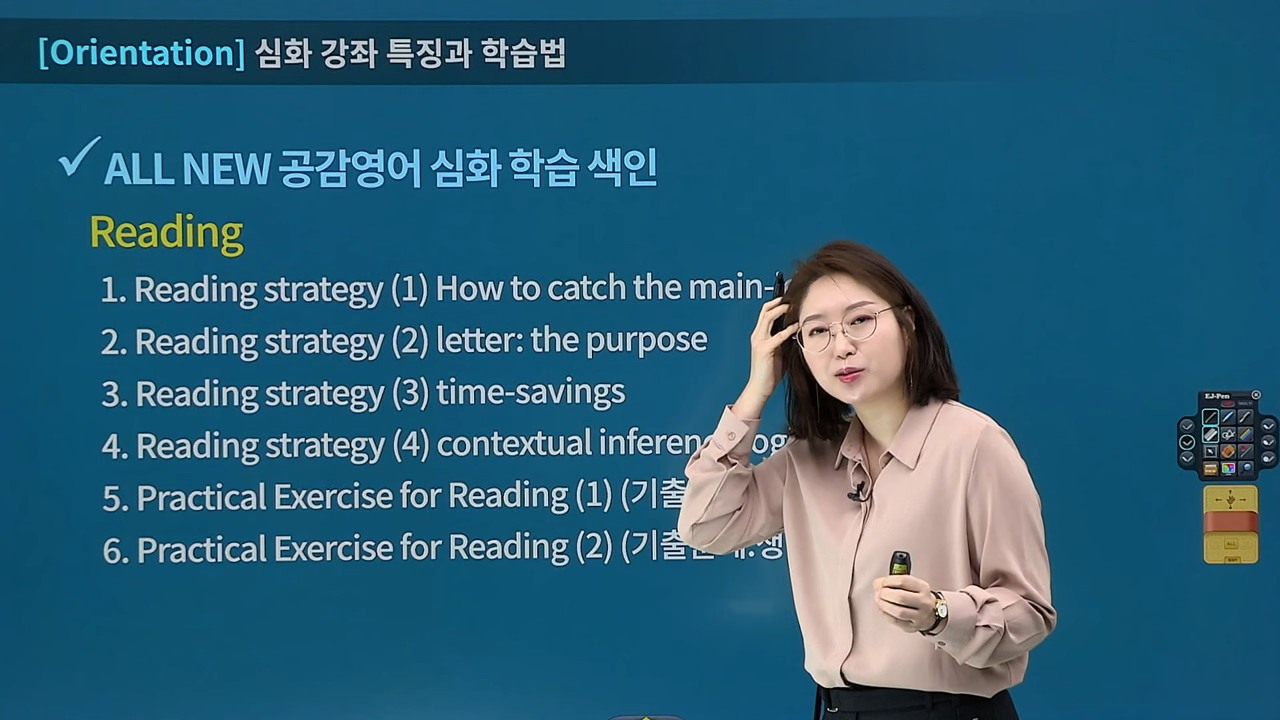 [Orientation] 심화 강좌 특징과 학습법
ALL NEW 공감영어 심화 학습 색인
Reading
1. Reading strategy (1) How to catch the main-
2. Reading strategy (2) letter: the purpose
3. Reading strategy (3) time-savings
4. Reading strategy (4) contextual
5. Practical Exercise for Reading (1) (기출
6. Practical Exercise for Reading (2) (기출
EJ-Pen
ALL